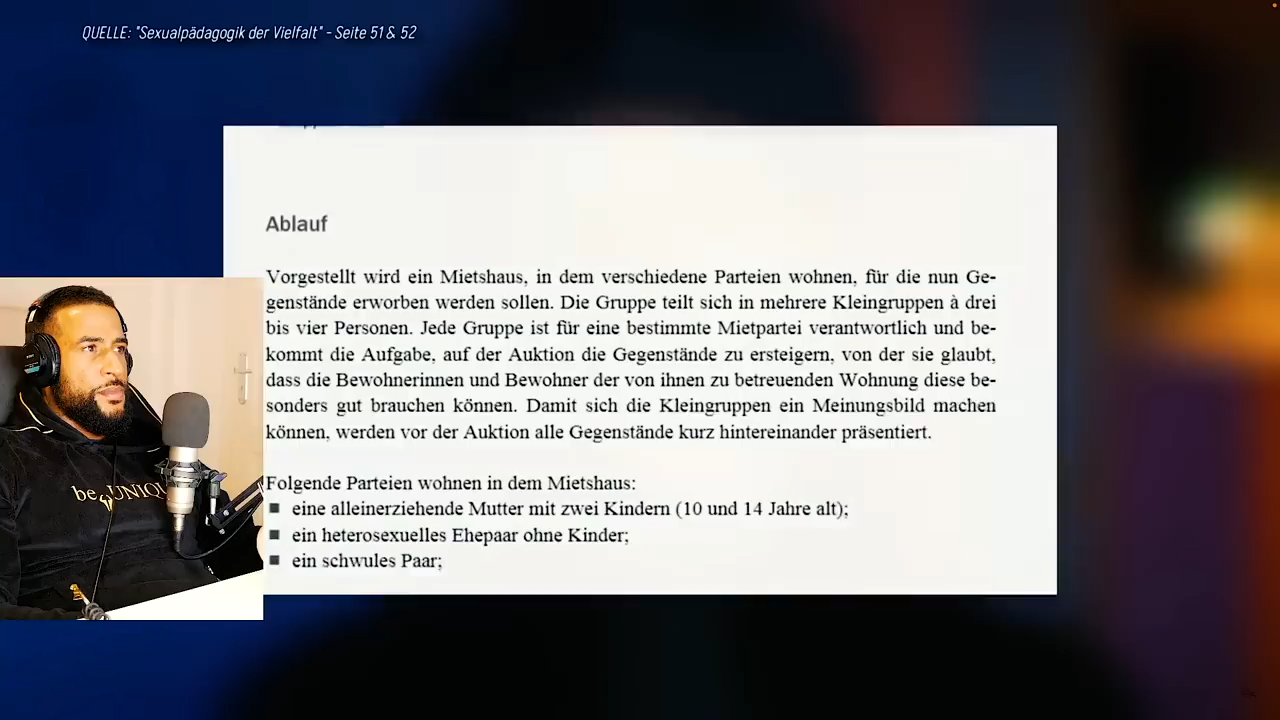 QUELLE: "Sexualpädagogik der Vielfalt" - Seite 51 & 52
Ablauf
Vorgestellt wird ein Mietshaus, in dem verschiedene Parteien wohnen, für die nun Ge-
genstände erworben werden sollen. Die Gruppe teilt sich in mehrere Kleingruppen à drei
bis vier Personen. Jede Gruppe ist für eine bestimmte Mietpartei verantwortlich und be-
kommt die Aufgabe, auf der Auktion die Gegenstände zu ersteigern, von der sie glaubt,
dass die Bewohnerinnen und Bewohner der von ihnen zu betreuenden Wohnung diese be-
sonders gut brauchen können. Damit sich die Kleingruppen ein Meinungsbild machen
können, werden vor der Auktion alle Gegenstände kurz hintereinander präsentiert.
Folgende Parteien wohnen in dem Mietshaus:
eine alleinerziehende Mutter mit zwei Kindern (10 und 14 Jahre alt);
ein heterosexuelles Ehepaar ohne Kinder;
ein schwules Paar;
be UNIQU